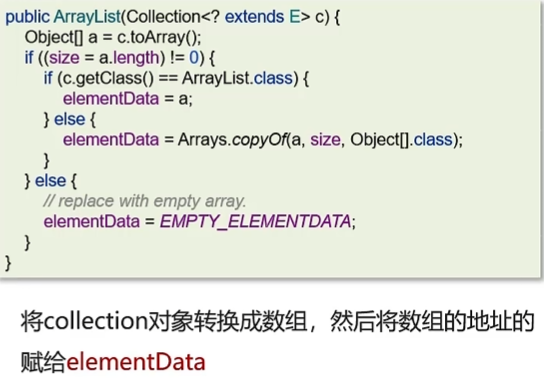 public ArrayList(Collection<? extends E> c) {
Object[] a = c.toArray();
if ((size = a.length) != 0) {
if (c.getClass() == ArrayList.class) {
elementData = a;
} else {
elementData = Arrays.copyOf(a, size, Object[].class);
}
} else {
// replace with empty array.
elementData = EMPTY_ELEMENTDATA;
}
}
将collection对象转换成数组，然后将数组的地址的
赋给elementData